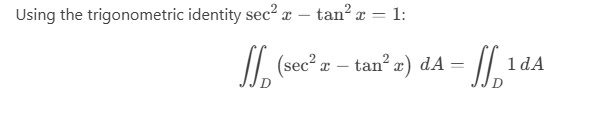 Using the trigonometric identity sec² x − tan² x = 1:
∬_D (sec² x − tan² x) dA = ∬_D 1 dA